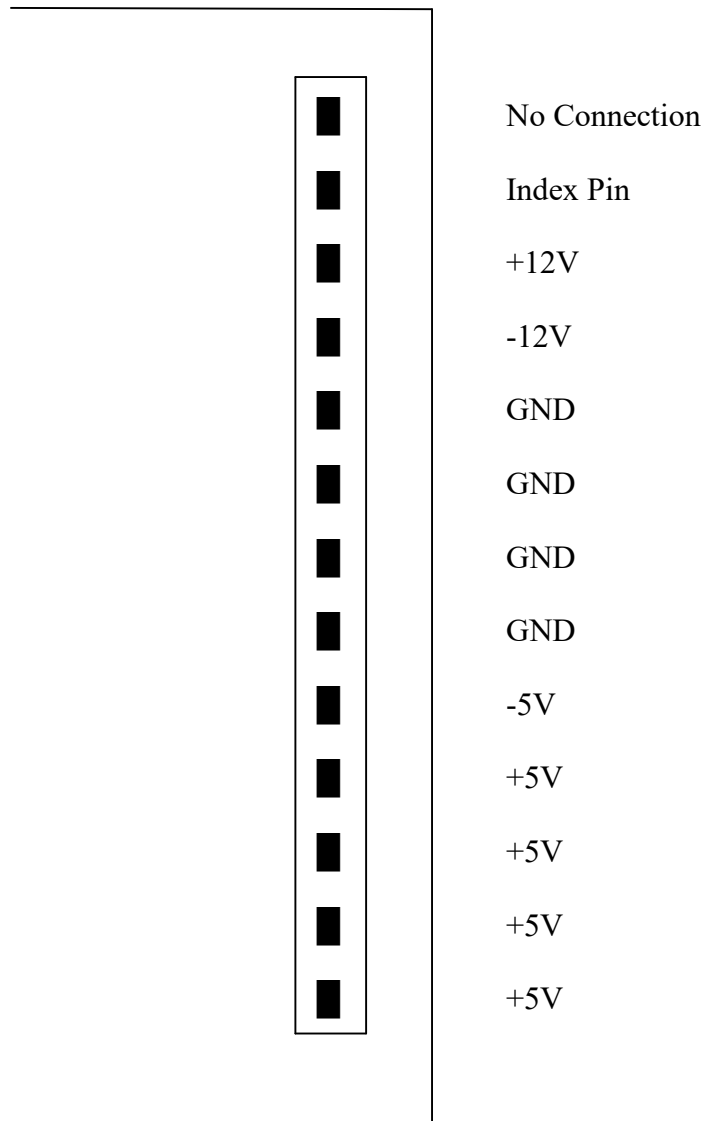 No Connection
Index Pin
+12V
-12V
GND
GND
GND
GND
-5V
+5V
+5V
+5V
+5V